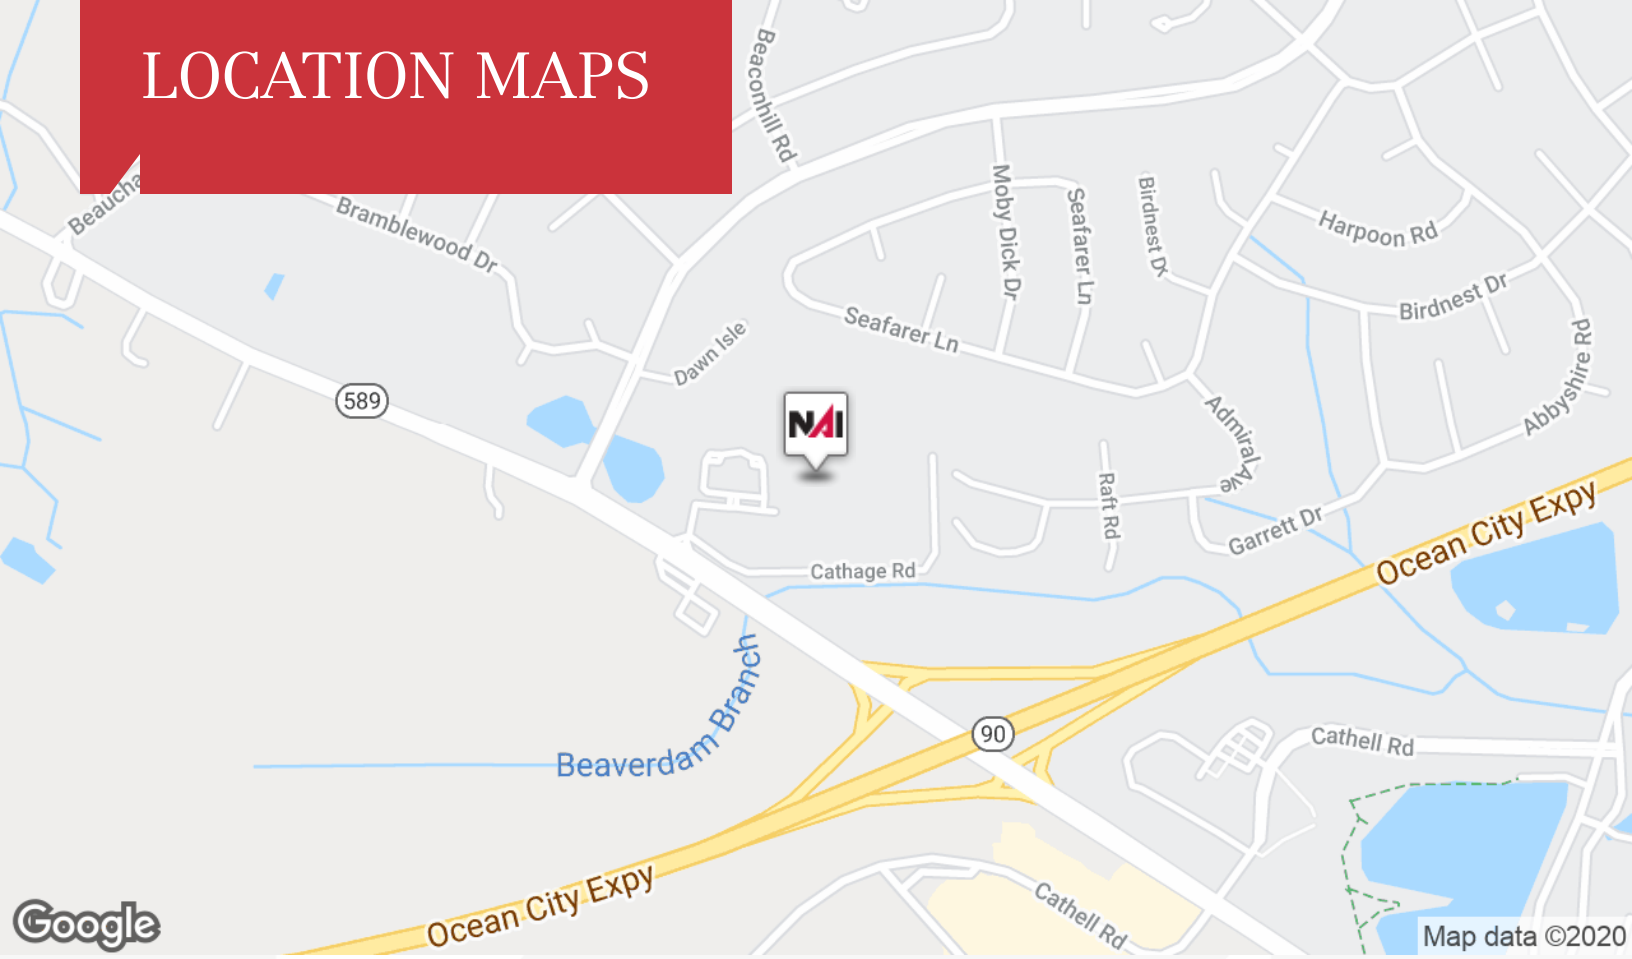 LOCATION MAPS
Beaconhill Rd
Beaucha
Bramblewood Dr
Moby Dick Dr
Seafarer Ln
Birdnest Dr
Harpoon Rd
Birdnest Dr
Seafarer Ln
Dawn Isle
Abbyshire Rd
589
NAI
Admiral Ave
Raft Rd
Garrett Dr
Ocean City Expy
Cathage Rd
Beaverdam Branch
90
Cathell Rd
Ocean City Expy
Cathell Rd
Google
Map data ©2020